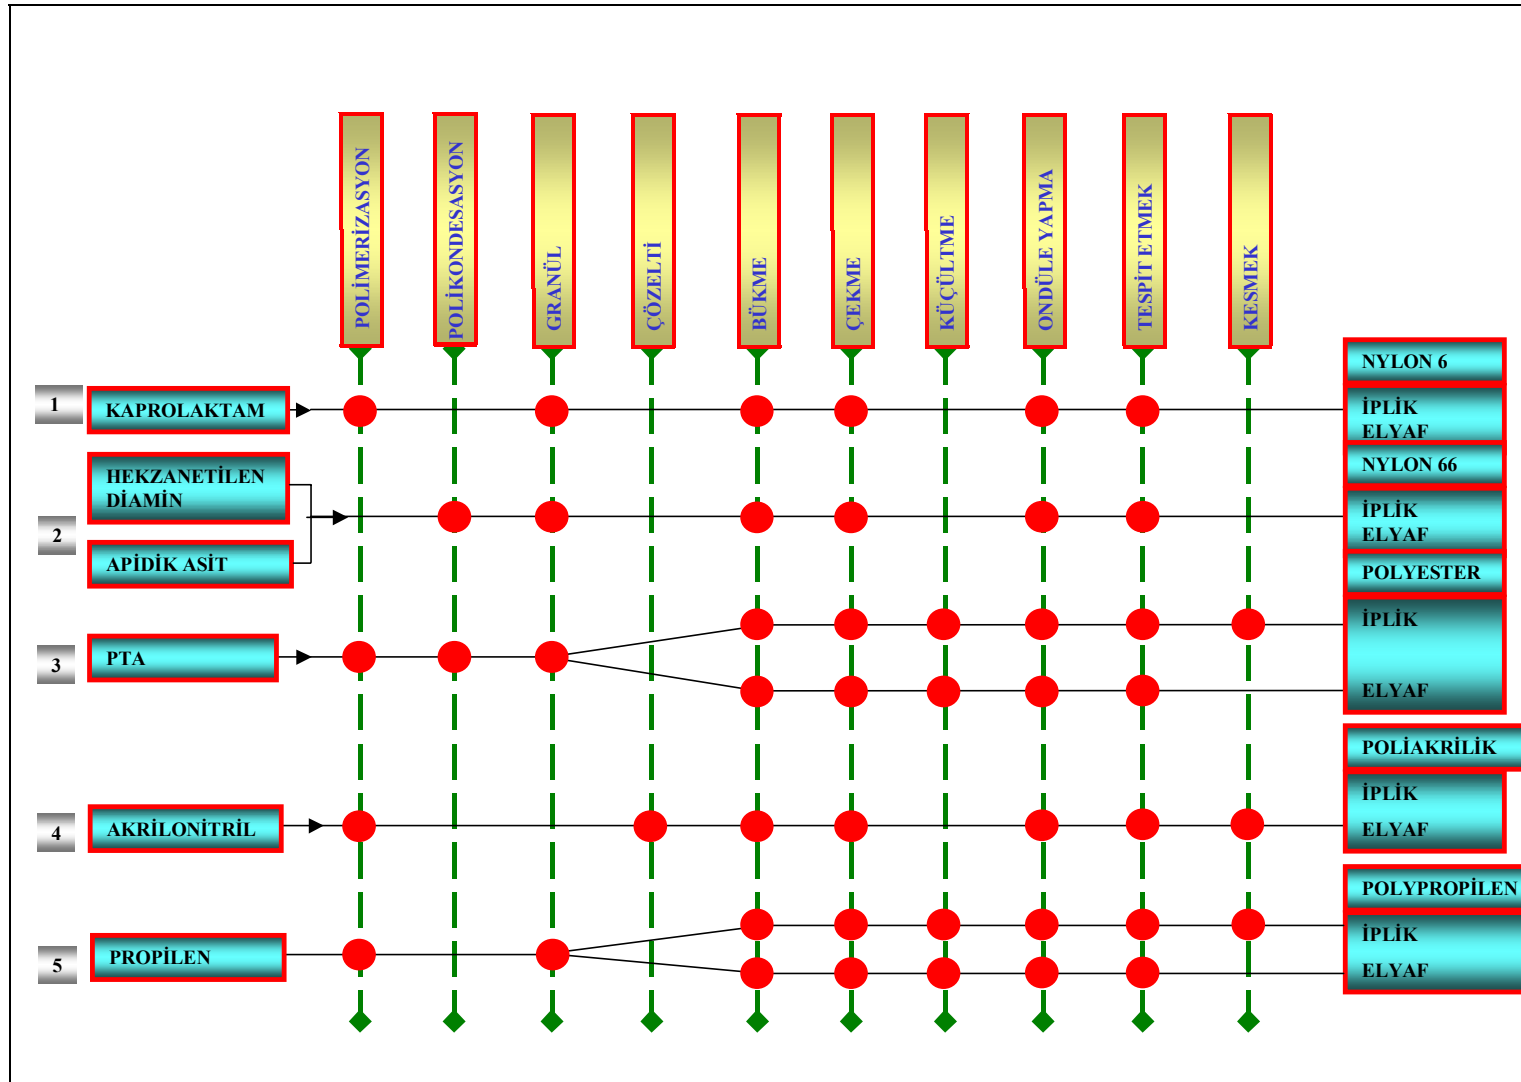 POLİMERİZASYON
POLİKONDESASYON
GRANÜL
ÇÖZELTİ
BÜKME
ÇEKME
KÜÇÜLTME
ONDÜLE YAPMA
TESPİT ETMEK
KESMEK
NYLON 6
1
KAPROLAKTAM
İPLİK
ELYAF
NYLON 66
HEKZANETİLEN
DİAMİN
2
İPLİK
ELYAF
APİDİK ASİT
POLYESTER
İPLİK
3
PTA
ELYAF
POLİAKRİLİK
İPLİK
4
AKRİLONİTRİL
ELYAF
POLYPROPİLEN
İPLİK
5
PROPİLEN
ELYAF